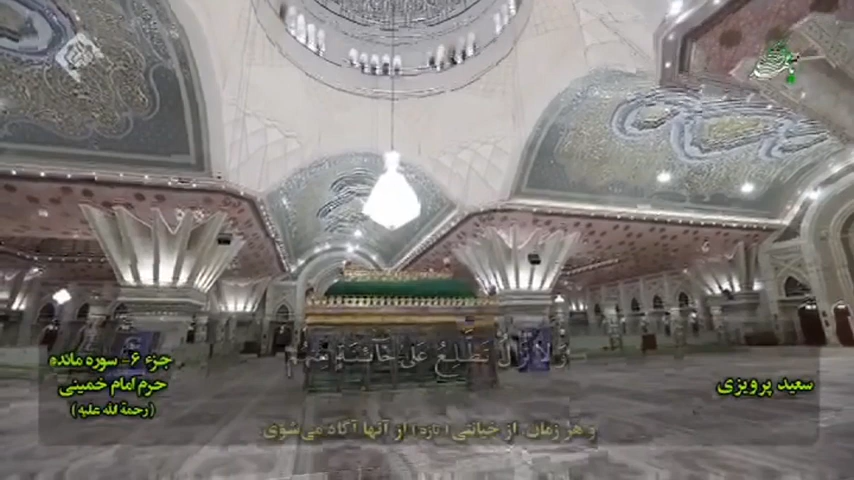 جزء ۶ - سوره مائده
حرم امام خمینی
(رحمة الله علیه)
سعید پرویزی
وَلَا تَزَالُ تَطَّلِعُ عَلَىٰ خَائِنَةٍ مِنْهُمْ
و هر زمان، از خیانتی (تازه) از آنها آگاه می‌شوی.